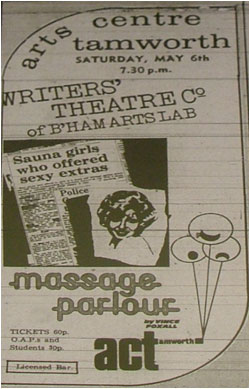 arts centre
tamworth
SATURDAY, MAY 6th
7.30 p.m.
WRITERS'
THEATRE Co
of B'HAM ARTS LAB
Sauna girls
who offered
sexy extras
Police
massage
parlour
by VINCE
FOXALL
TICKETS 60p.
O.A.P.s and
Students 30p.
Licensed Bar.
act tamworth